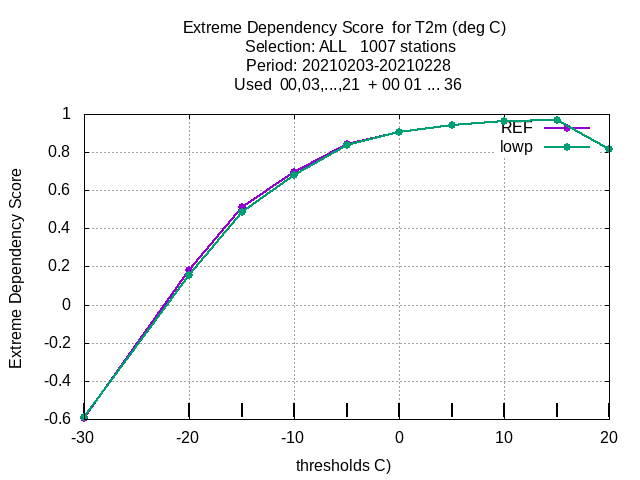 Extreme Dependency Score  for T2m (deg C)
Selection: ALL   1007 stations
Period: 20210203-20210228
Used  00,03,...,21  + 00 01 ... 36
1
0.8
0.6
0.4
0.2
0
-0.2
-0.4
-0.6
Extreme Dependency Score
REF
lowp
-30
-20
-10
0
10
20
thresholds C)